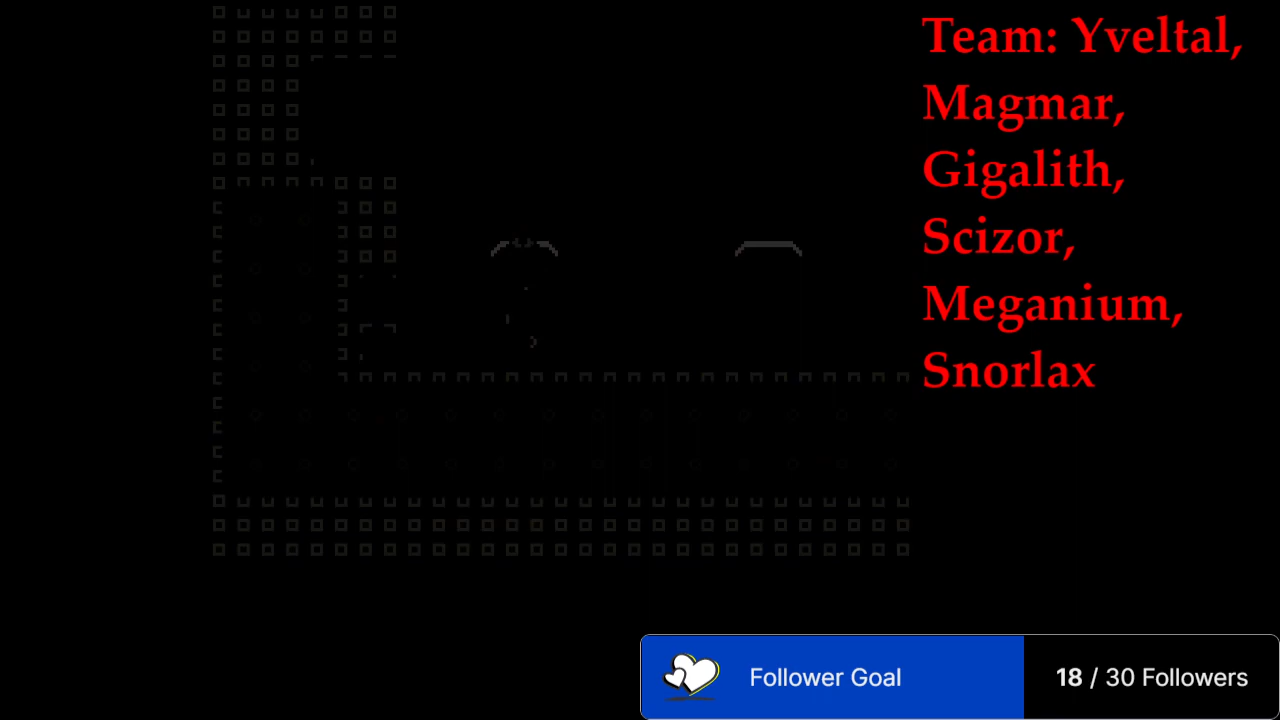 Team: Yveltal,
Magmar,
Gigalith,
Scizor,
Meganium,
Snorlax
Follower Goal
18 / 30 Followers